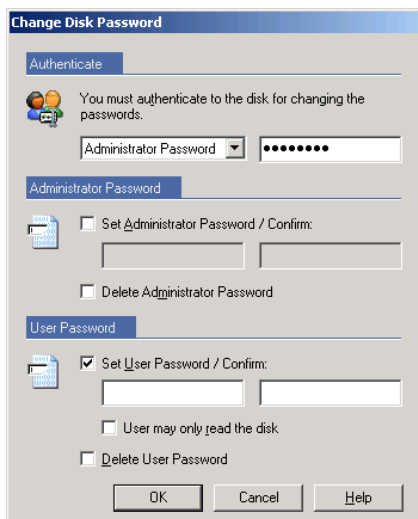 Change Disk Password
Authenticate
You must authenticate to the disk for changing the
passwords.
Administrator Password ●●●●●●●●
Administrator Password
Set Administrator Password / Confirm:
Delete Administrator Password
User Password
Set User Password / Confirm:
User may only read the disk
Delete User Password
OK Cancel Help